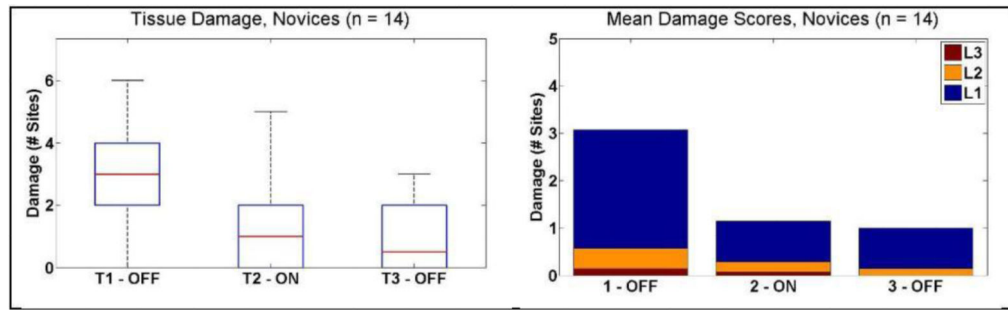 Tissue Damage, Novices (n = 14)
Damage (# Sites)
6
4
2
0
T1 - OFF T2 - ON T3 - OFF
Mean Damage Scores, Novices (n = 14)
Damage (# Sites)
5
4
3
2
1
0
L3
L2
L1
1 - OFF 2 - ON 3 - OFF